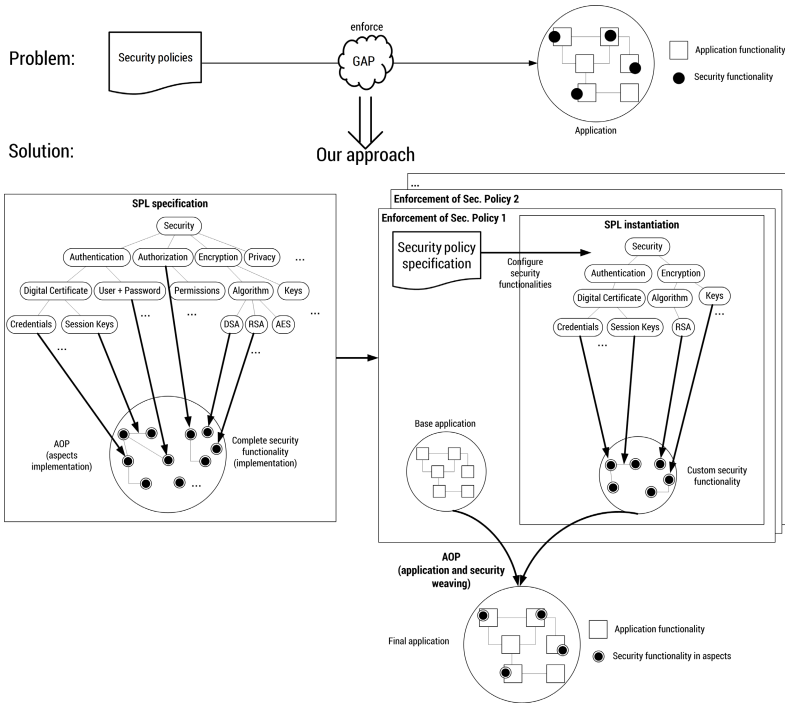 enforce
Problem:
Security policies
GAP
Application functionality
Security functionality
Application
Solution:
Our approach
SPL specification
Security
Authentication
Authorization
Encryption
Privacy
...
Digital Certificate
User + Password
Permissions
Algorithm
Keys
...
...
...
Credentials
Session Keys
DSA
RSA
AES
...
...
AOP
(aspects
implementation)
Complete security
functionality
(implementation)
...
...
Enforcement of Sec. Policy 2
Enforcement of Sec. Policy 1
Security policy
specification
Configure
security
functionalities
SPL instantiation
Security
Authentication
Encryption
Digital Certificate
Algorithm
Keys
...
Credentials
Session Keys
RSA
...
Base application
Custom security
functionality
AOP
(application and security
weaving)
Final application
Application functionality
Security functionality in aspects